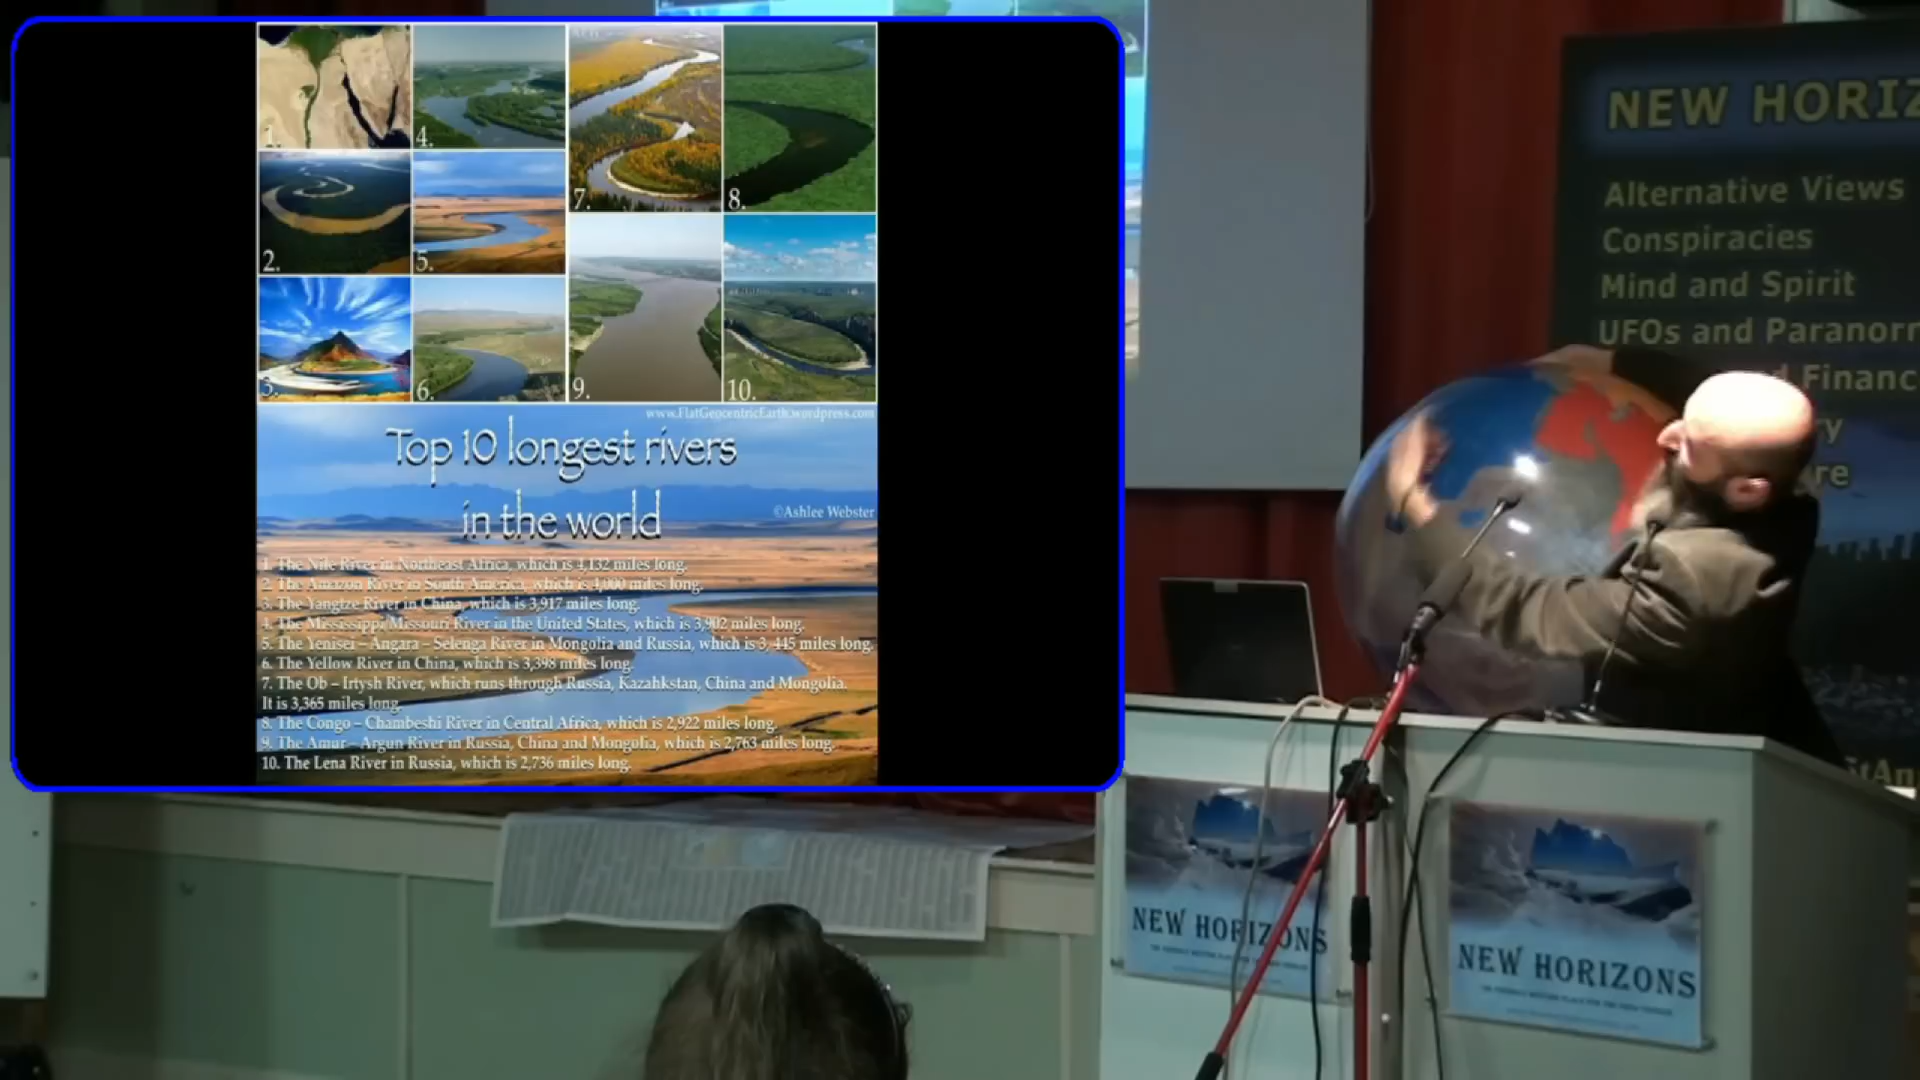 1.
4.
7.
8.
2.
5.
3.
6.
9.
10.
www.FlatGeocentricEarth.wordpress.com
Top 10 longest rivers
in the world
©Ashlee Webster
1. The Nile River in Northeast Africa, which is 4,132 miles long.
2. The Amazon River in South America, which is 4,000 miles long.
3. The Yangtze River in China, which is 3,917 miles long.
4. The Mississippi Missouri River in the United States, which is 3,902 miles long.
5. The Yenisei – Angara – Selenga River in Mongolia and Russia, which is 3, 445 miles long.
6. The Yellow River in China, which is 3,398 miles long.
7. The Ob – Irtysh River, which runs through Russia, Kazahkstan, China and Mongolia.
It is 3,365 miles long.
8. The Congo – Chambeshi River in Central Africa, which is 2,922 miles long.
9. The Amur – Argun River in Russia, China and Mongolia, which is 2,763 miles long.
10. The Lena River in Russia, which is 2,736 miles long.
NEW HORIZ
Alternative Views
Conspiracies
Mind and Spirit
UFOs and Paranorm
d Financ
ry
re
StAn
NEW HORIZONS
NEW HORIZONS